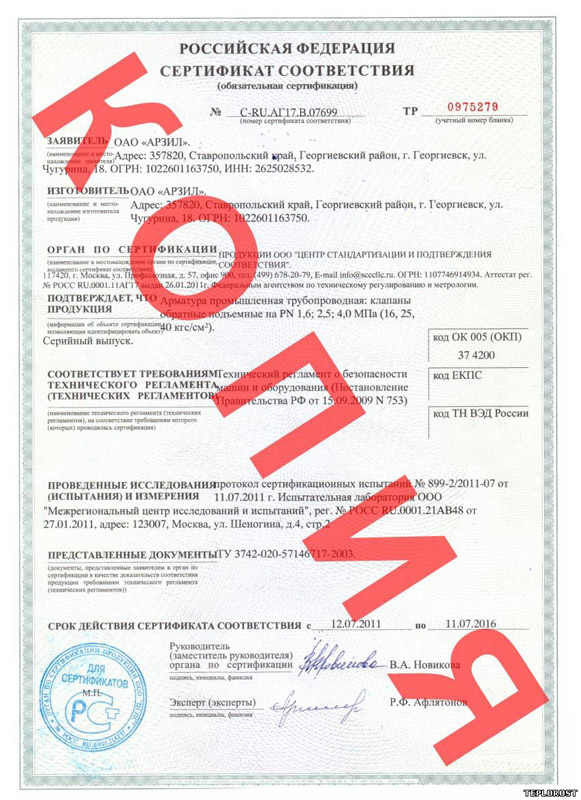 РОССИЙСКАЯ ФЕДЕРАЦИЯ
СЕРТИФИКАТ СООТВЕТСТВИЯ
(обязательная сертификация)
№ C-RU.АГ17.В.07699 ТР 0975279
(номер сертификата соответствия) (учетный номер бланка)
ЗАЯВИТЕЛЬ ОАО «АРЗИЛ».
(наименование и место-
нахождение заявителя) Адрес: 357820, Ставропольский край, Георгиевский район, г. Георгиевск, ул.
Чугурина, 18. ОГРН: 1022601163750, ИНН: 2625028532.
ИЗГОТОВИТЕЛЬ ОАО «АРЗИЛ».
(наименование и место-
нахождение изготовителя
продукции) Адрес: 357820, Ставропольский край, Георгиевский район, г. Георгиевск, ул.
Чугурина, 18. ОГРН: 1022601163750.
ОРГАН ПО СЕРТИФИКАЦИИ ПРОДУКЦИИ ООО "ЦЕНТР СТАНДАРТИЗАЦИИ И ПОДТВЕРЖДЕНИЯ
(наименование и местонахождение органа по сертификации,
выдавшего сертификат соответствия) СООТВЕТСТВИЯ".
117420, г. Москва, ул. Профсоюзная, д. 57, офис 900, тел. (499) 678-20-79, E-mail info@sccclc.ru. ОГРН: 1107746914934. Аттестат рег.
№ РОСС RU.0001.11АГ17 выдан 26.01.2011г. Федеральным агентством по техническому регулированию и метрологии.
ПОДТВЕРЖДАЕТ, ЧТО
ПРОДУКЦИЯ Арматура промышленная трубопроводная: клапаны
обратные подъемные на PN 1,6; 2,5; 4,0 МПа (16, 25,
(информация об объекте сертификации,
позволяющая идентифицировать объект) 40 кгс/см²).
Серийный выпуск.
код ОК 005 (ОКП)
37 4200
СООТВЕТСТВУЕТ ТРЕБОВАНИЯМ
ТЕХНИЧЕСКОГО РЕГЛАМЕНТА
(ТЕХНИЧЕСКИХ РЕГЛАМЕНТОВ) Технический регламент о безопасности
машин и оборудования (Постановление
Правительства РФ от 15.09.2009 N 753)
код ЕКПС
(наименование технического регламента (технических
регламентов), на соответствие требованиям которого
(которых) проводилась сертификация)
код ТН ВЭД России
ПРОВЕДЕННЫЕ ИССЛЕДОВАНИЯ
(ИСПЫТАНИЯ) И ИЗМЕРЕНИЯ протокол сертификационных испытаний № 899-2/2011-07 от
11.07.2011 г. Испытательная лаборатория ООО
"Межрегиональный центр исследований и испытаний", рег. № РОСС RU.0001.21АВ48 от
27.01.2011, адрес: 123007, Москва, ул. Шеногина, д.4, стр.2
ПРЕДСТАВЛЕННЫЕ ДОКУМЕНТЫ ТУ 3742-020-57146717-2003.
(документы, представленные заявителем в орган по
сертификации в качестве доказательств соответствия
продукции требованиям технического регламента
(технических регламентов))
СРОК ДЕЙСТВИЯ СЕРТИФИКАТА СООТВЕТСТВИЯ с 12.07.2011 по 11.07.2016
Руководитель
(заместитель руководителя)
органа по сертификации В.А. Новикова
подпись, инициалы, фамилия
Эксперт (эксперты) Р.Ф. Афлятонов
подпись, инициалы, фамилия
ДЛЯ
СЕРТИФИКАТОВ
М.П.
КОПИЯ
TEPLOROST